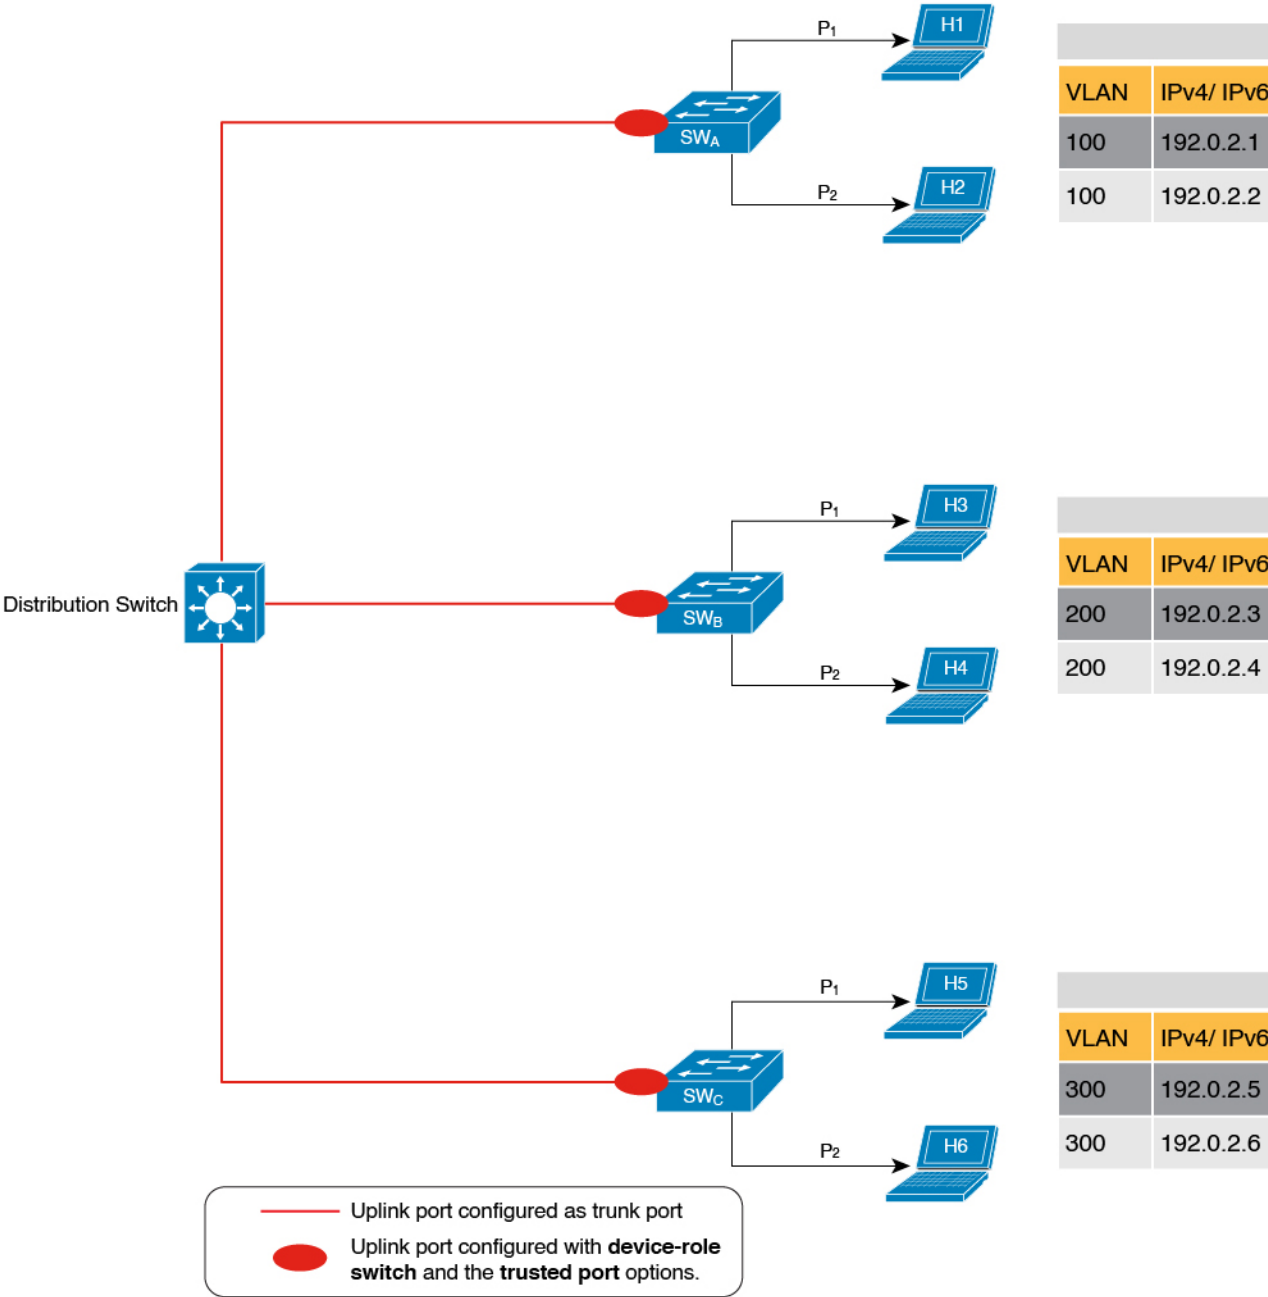 P1
H1
SWA
P2
H2
VLAN IPv4/ IPv6
100 192.0.2.1
100 192.0.2.2
Distribution Switch
P1
H3
SWB
P2
H4
VLAN IPv4/ IPv6
200 192.0.2.3
200 192.0.2.4
P1
H5
SWC
P2
H6
VLAN IPv4/ IPv6
300 192.0.2.5
300 192.0.2.6
Uplink port configured as trunk port
Uplink port configured with device-role
switch and the trusted port options.